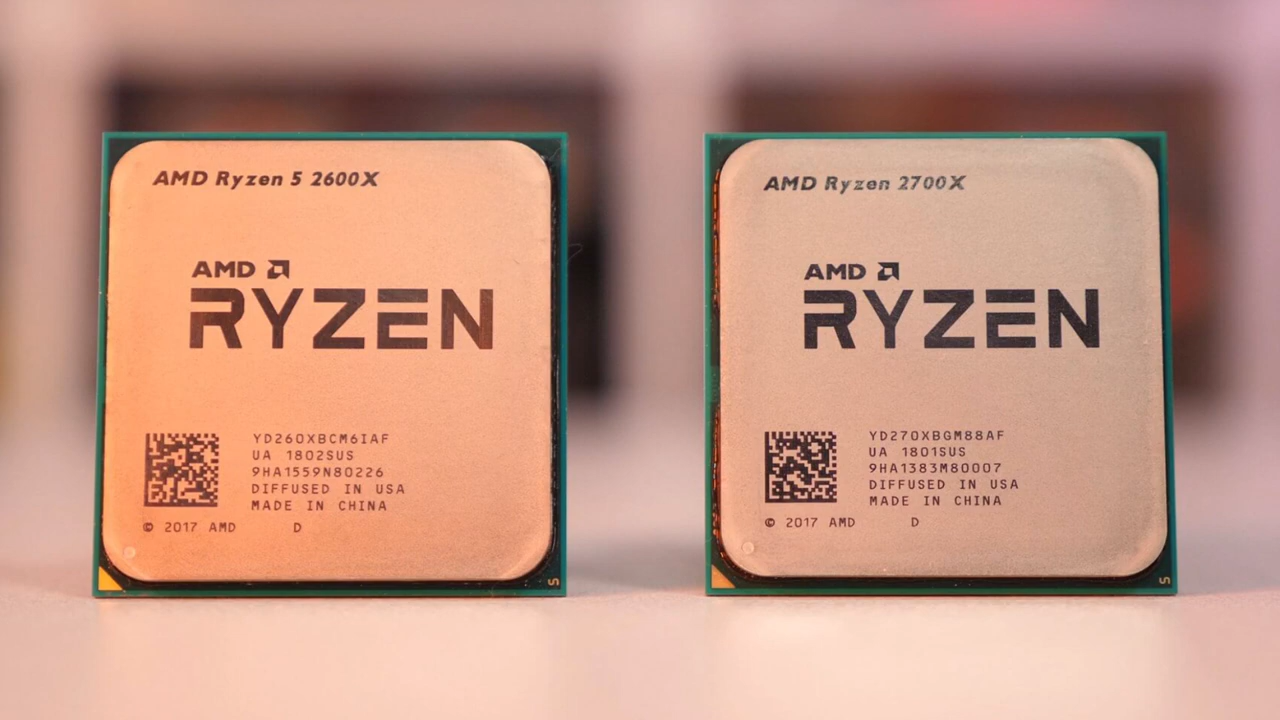 AMD Ryzen 5 2600X
AMD
RYZEN
YD260XBCM6IAF
UA 1802SUS
9HA1559N80226
DIFFUSED IN USA
MADE IN CHINA
© 2017 AMD D
S
AMD Ryzen 2700X
AMD
RYZEN
YD270XBGM88AF
UA 1801SUS
9HA1383M80007
DIFFUSED IN USA
MADE IN CHINA
© 2017 AMD D
S